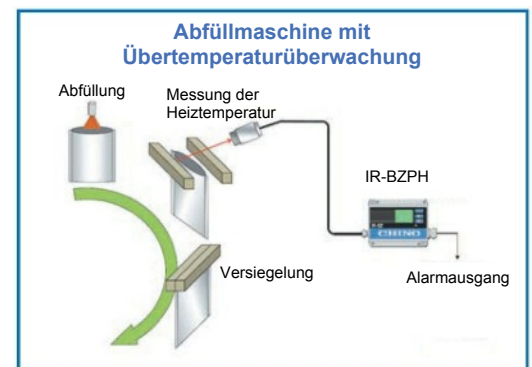 Abfüllmaschine mit
Übertemperaturüberwachung
Abfüllung
Messung der
Heiztemperatur
IR-BZPH
CHINO
Versiegelung
Alarmausgang